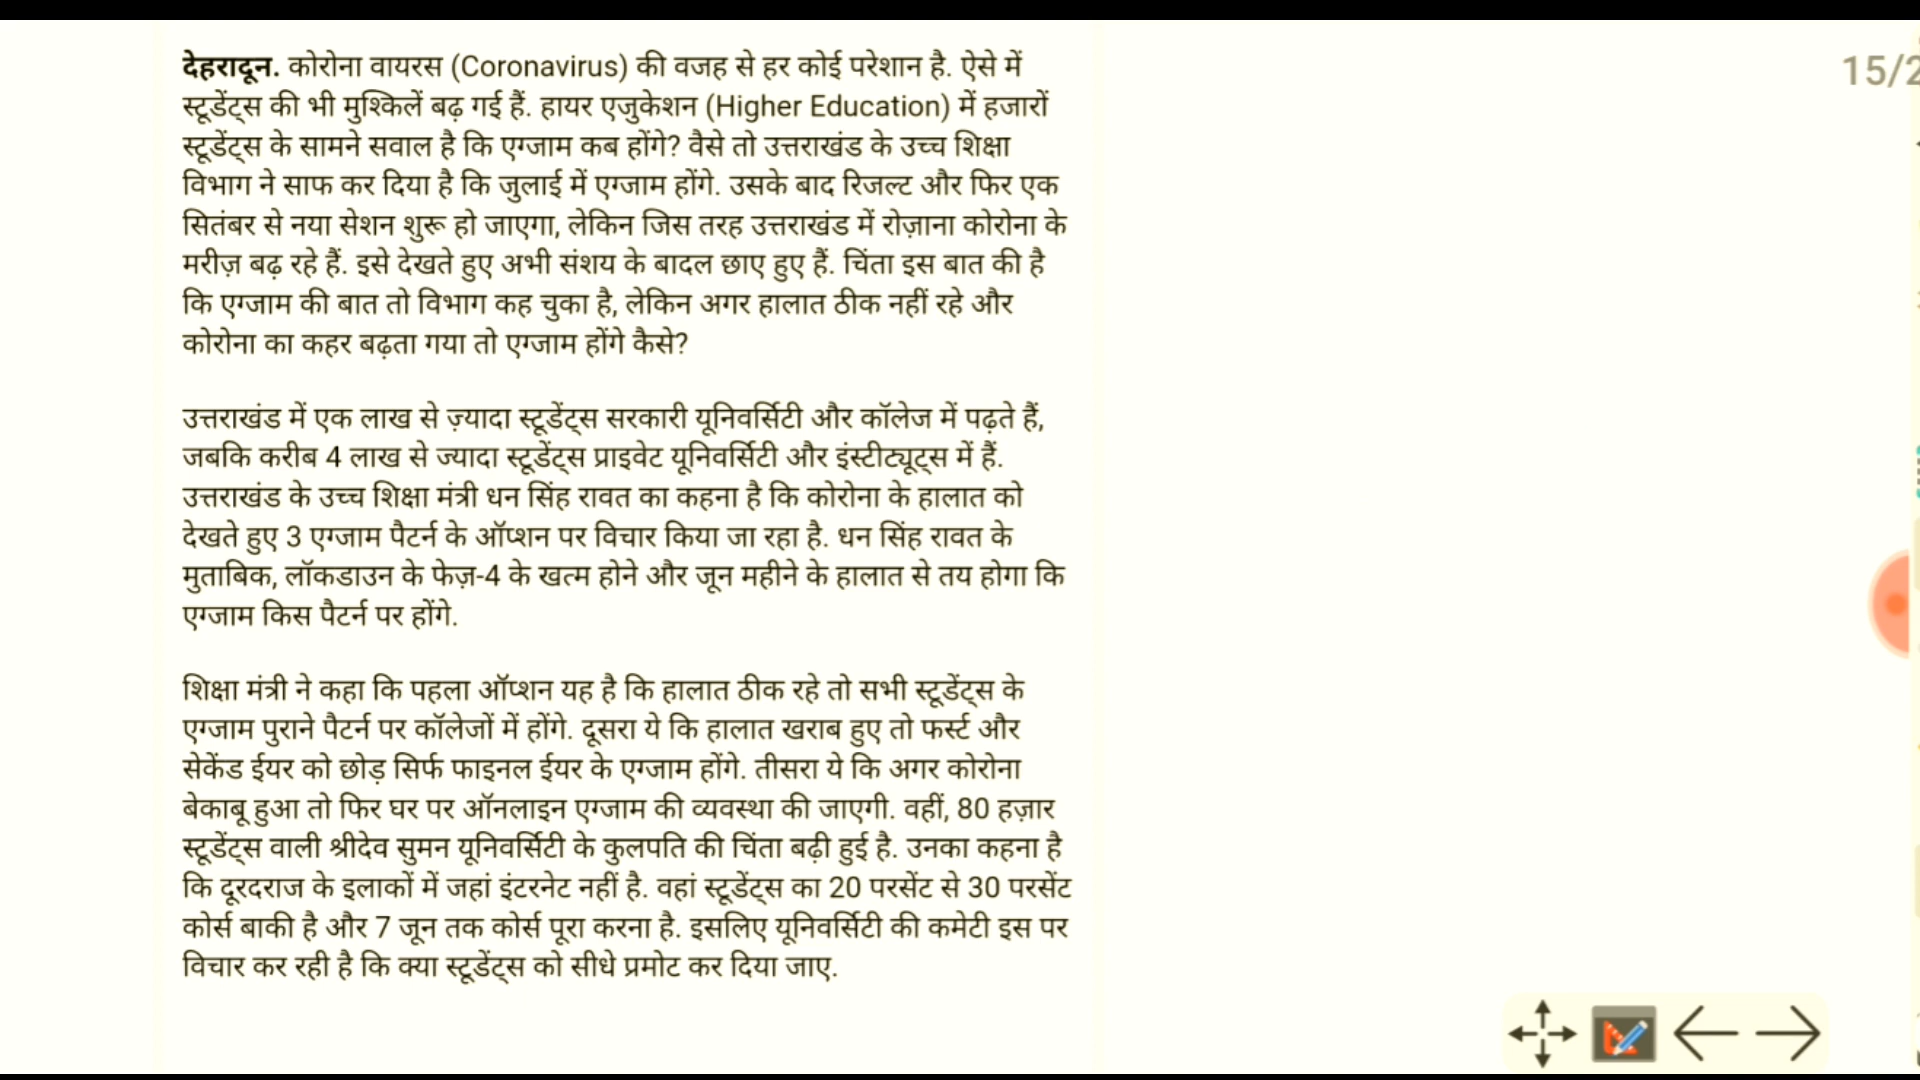 देहरादून. कोरोना वायरस (Coronavirus) की वजह से हर कोई परेशान है. ऐसे में
15/2
स्टूडेंट्स की भी मुश्किलें बढ़ गई हैं. हायर एजुकेशन (Higher Education) में हजारों
स्टूडेंट्स के सामने सवाल है कि एग्जाम कब होंगे? वैसे तो उत्तराखंड के उच्च शिक्षा
विभाग ने साफ कर दिया है कि जुलाई में एग्जाम होंगे. उसके बाद रिजल्ट और फिर एक
सितंबर से नया सेशन शुरू हो जाएगा, लेकिन जिस तरह उत्तराखंड में रोज़ाना कोरोना के
मरीज़ बढ़ रहे हैं. इसे देखते हुए अभी संशय के बादल छाए हुए हैं. चिंता इस बात की है
कि एग्जाम की बात तो विभाग कह चुका है, लेकिन अगर हालात ठीक नहीं रहे और
कोरोना का कहर बढ़ता गया तो एग्जाम होंगे कैसे?
उत्तराखंड में एक लाख से ज़्यादा स्टूडेंट्स सरकारी यूनिवर्सिटी और कॉलेज में पढ़ते हैं,
जबकि करीब 4 लाख से ज्यादा स्टूडेंट्स प्राइवेट यूनिवर्सिटी और इंस्टीट्यूट्स में हैं.
उत्तराखंड के उच्च शिक्षा मंत्री धन सिंह रावत का कहना है कि कोरोना के हालात को
देखते हुए 3 एग्जाम पैटर्न के ऑप्शन पर विचार किया जा रहा है. धन सिंह रावत के
मुताबिक, लॉकडाउन के फेज़-4 के खत्म होने और जून महीने के हालात से तय होगा कि
एग्जाम किस पैटर्न पर होंगे.
शिक्षा मंत्री ने कहा कि पहला ऑप्शन यह है कि हालात ठीक रहे तो सभी स्टूडेंट्स के
एग्जाम पुराने पैटर्न पर कॉलेजों में होंगे. दूसरा ये कि हालात खराब हुए तो फर्स्ट और
सेकेंड ईयर को छोड़ सिर्फ फाइनल ईयर के एग्जाम होंगे. तीसरा ये कि अगर कोरोना
बेकाबू हुआ तो फिर घर पर ऑनलाइन एग्जाम की व्यवस्था की जाएगी. वहीं, 80 हज़ार
स्टूडेंट्स वाली श्रीदेव सुमन यूनिवर्सिटी के कुलपति की चिंता बढ़ी हुई है. उनका कहना है
कि दूरदराज के इलाकों में जहां इंटरनेट नहीं है. वहां स्टूडेंट्स का 20 परसेंट से 30 परसेंट
कोर्स बाकी है और 7 जून तक कोर्स पूरा करना है. इसलिए यूनिवर्सिटी की कमेटी इस पर
विचार कर रही है कि क्या स्टूडेंट्स को सीधे प्रमोट कर दिया जाए.